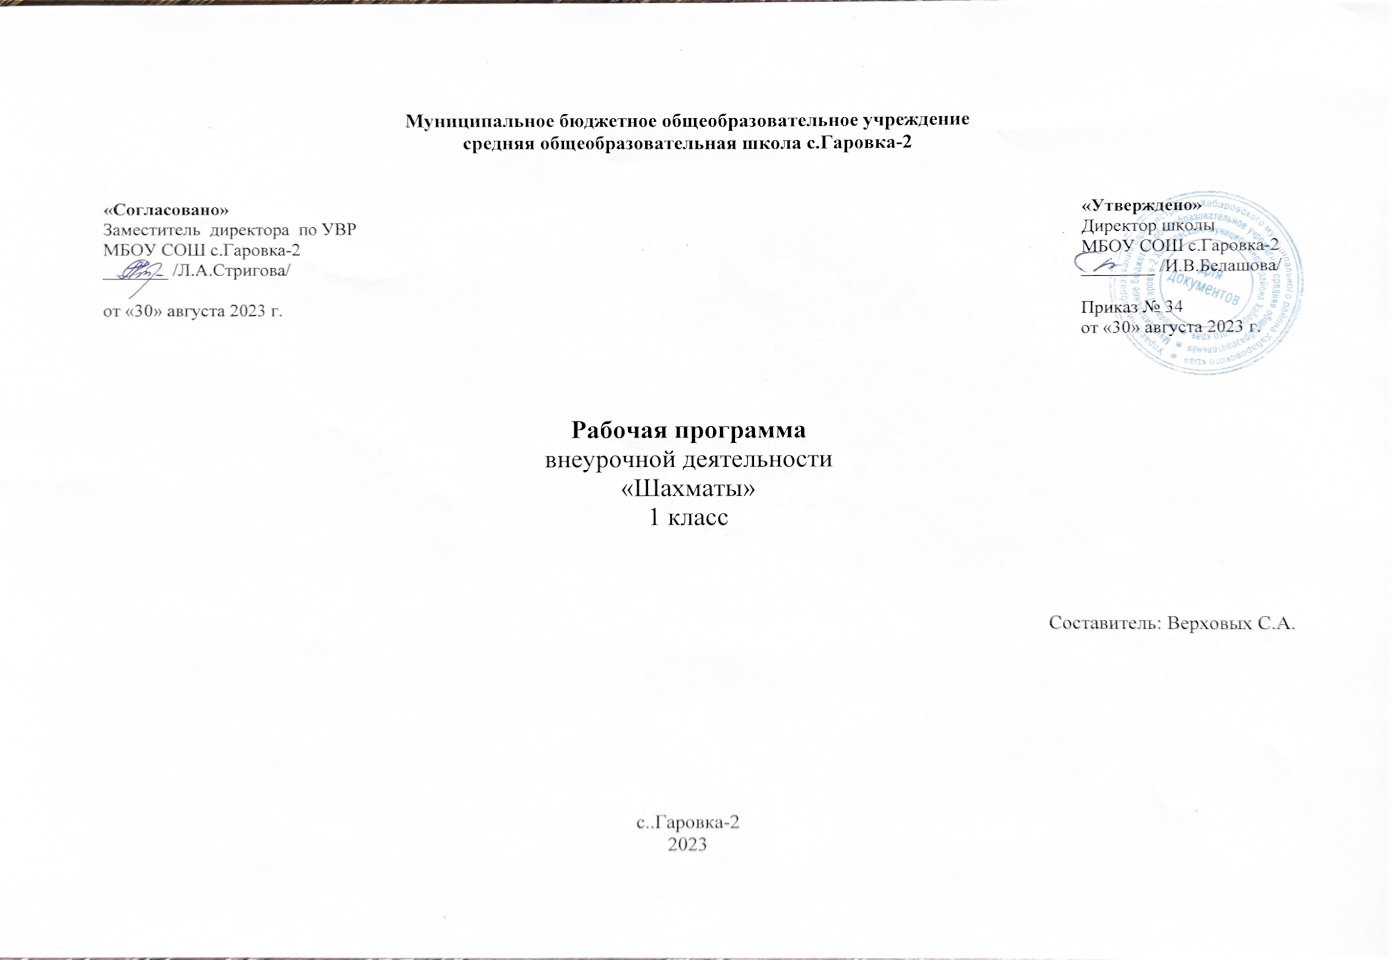 Муниципальное бюджетное общеобразовательное учреждение
средняя общеобразовательная школа с.Гаровка-2
«Согласовано»
Заместитель директора по УВР
МБОУ СОШ с.Гаровка-2
/Л.А.Стригова/
от «30» августа 2023 г.
«Утверждено»
Директор школы
МБОУ СОШ с.Гаровка-2
/И.В.Белашова/
Приказ № 34
от «30» августа 2023 г.
Для
документов
Рабочая программа
внеурочной деятельности
«Шахматы»
1 класс
Составитель: Верховых С.А.
с..Гаровка-2
2023